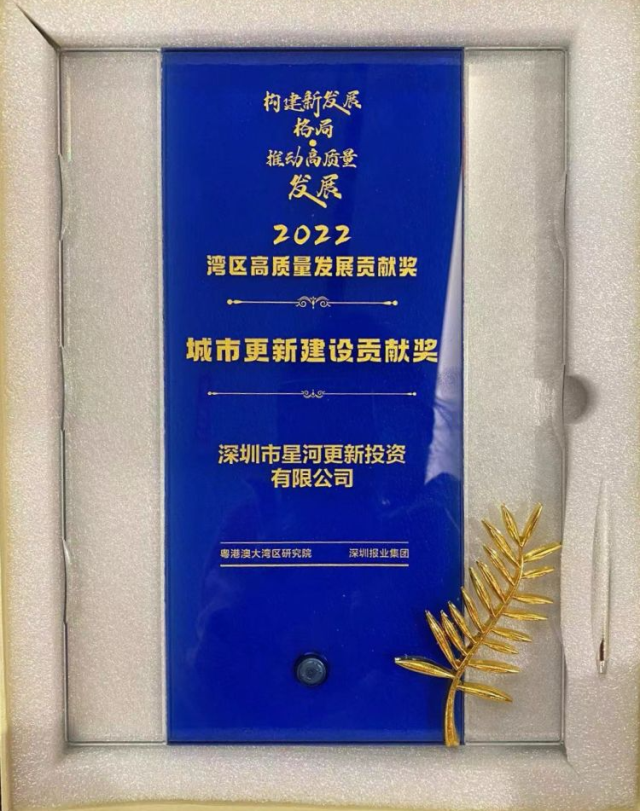 构建新发展
格局
推动高质量
发展
2022
湾区高质量发展贡献奖
城市更新建设贡献奖
深圳市星河更新投资
有限公司
粤港澳大湾区研究院 深圳报业集团